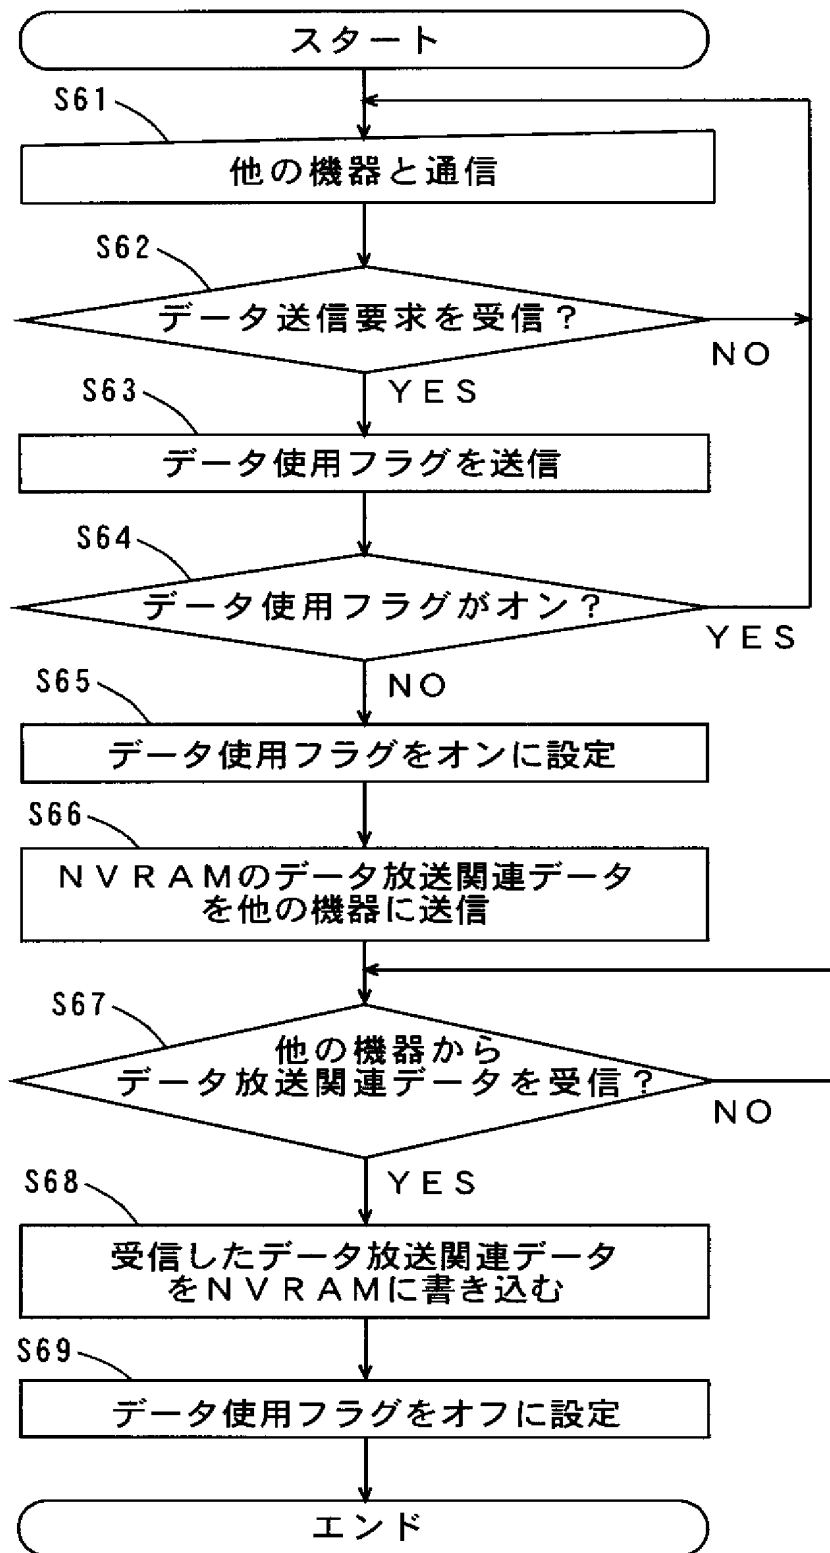 スタート
S61
他の機器と通信
S62
データ送信要求を受信?
NO
YES
S63
データ使用フラグを送信
S64
データ使用フラグがオン?
YES
NO
S65
データ使用フラグをオンに設定
S66
NVRAMのデータ放送関連データ
を他の機器に送信
S67
他の機器から
データ放送関連データを受信?
NO
YES
S68
受信したデータ放送関連データ
をNVRAMに書き込む
S69
データ使用フラグをオフに設定
エンド